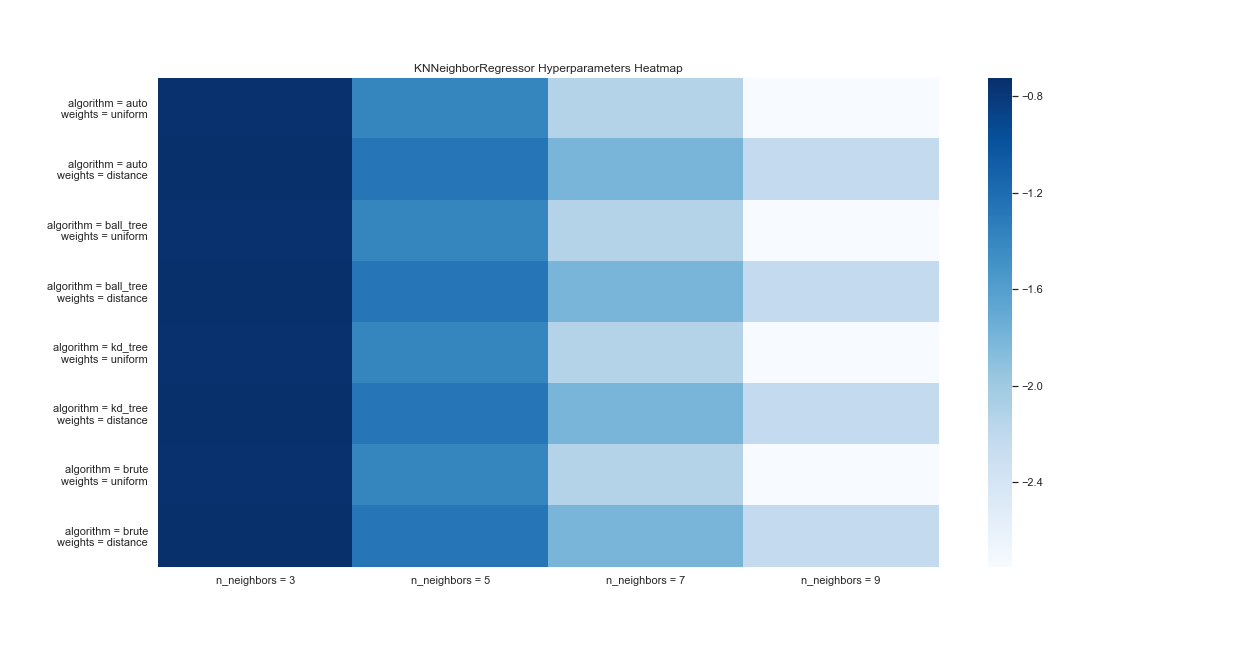 KNNeighborRegressor Hyperparameters Heatmap
algorithm = auto
weights = uniform
algorithm = auto
weights = distance
algorithm = ball_tree
weights = uniform
algorithm = ball_tree
weights = distance
algorithm = kd_tree
weights = uniform
algorithm = kd_tree
weights = distance
algorithm = brute
weights = uniform
algorithm = brute
weights = distance
n_neighbors = 3
n_neighbors = 5
n_neighbors = 7
n_neighbors = 9
−0.8
−1.2
−1.6
−2.0
−2.4